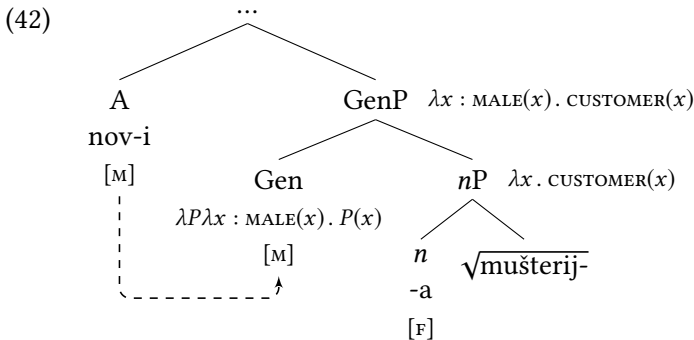 (42)
...
A GenP λx : MALE(x) . CUSTOMER(x)
nov-i
[M] Gen nP λx . CUSTOMER(x)
λPλx : MALE(x) . P(x)
[M] n √mušterij-
-a
[F]